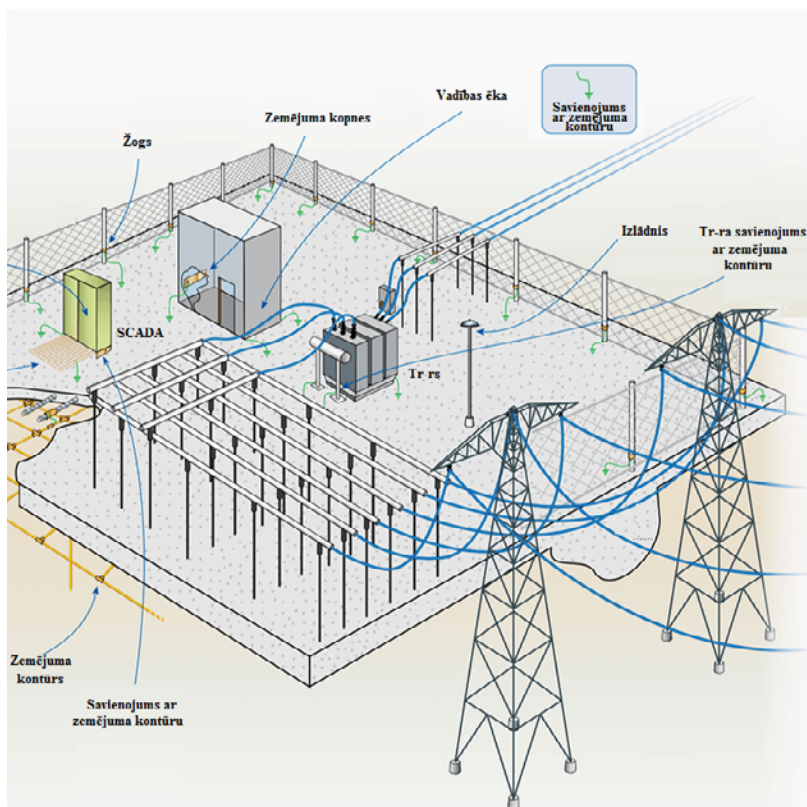 Vadības ēka
Savienojums
ar zemējuma
kontūru
Zemējuma kopnes
Žogs
Izlādnis
Tr-ra savienojums
ar zemējuma
kontūru
SCADA
Tr-rs
Zemējuma
kontūrs
Savienojums ar
zemējuma kontūru